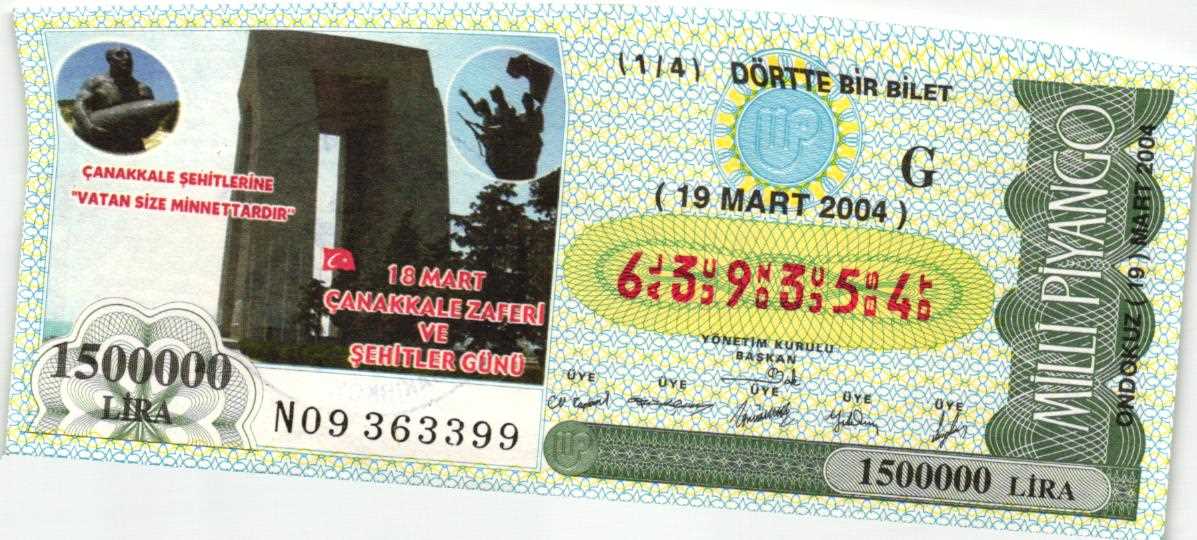 ÇANAKKALE ŞEHİTLERİNE
"VATAN SİZE MİNNETTARDIR"
18 MART
ÇANAKKALE ZAFERİ
VE
ŞEHİTLER GÜNÜ
1500000
LİRA
N09 363399
(1/4) DÖRTTE BİR BİLET
G
(19 MART 2004)
6 3 9 3 5 4
YÖNETİM KURULU
BAŞKAN
ÜYE ÜYE ÜYE ÜYE ÜYE
1500000 LİRA
MİLLİ PİYANGO
ONDOKUZ (19) MART 2004